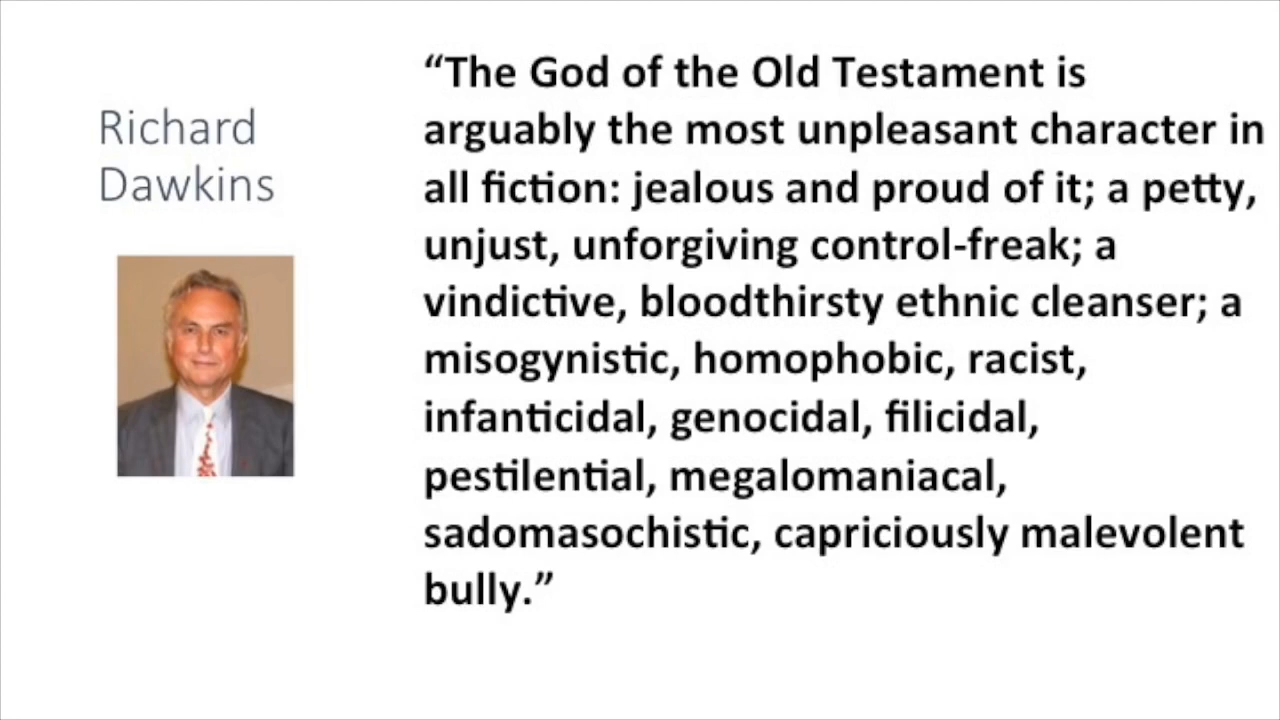 Richard
Dawkins
“The God of the Old Testament is
arguably the most unpleasant character in
all fiction: jealous and proud of it; a petty,
unjust, unforgiving control-freak; a
vindictive, bloodthirsty ethnic cleanser; a
misogynistic, homophobic, racist,
infanticidal, genocidal, filicidal,
pestilential, megalomaniacal,
sadomasochistic, capriciously malevolent
bully.”